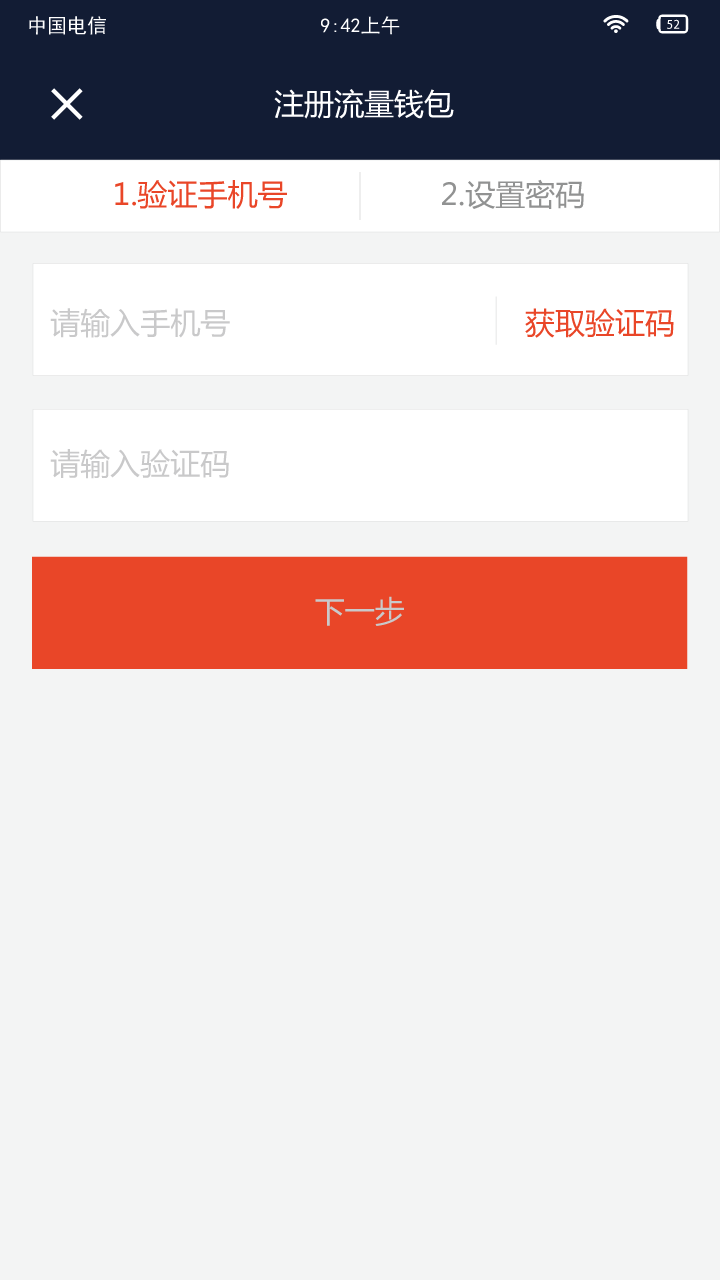 中国电信 9:42上午 52
注册流量钱包
1.验证手机号 2.设置密码
请输入手机号 获取验证码
请输入验证码
下一步